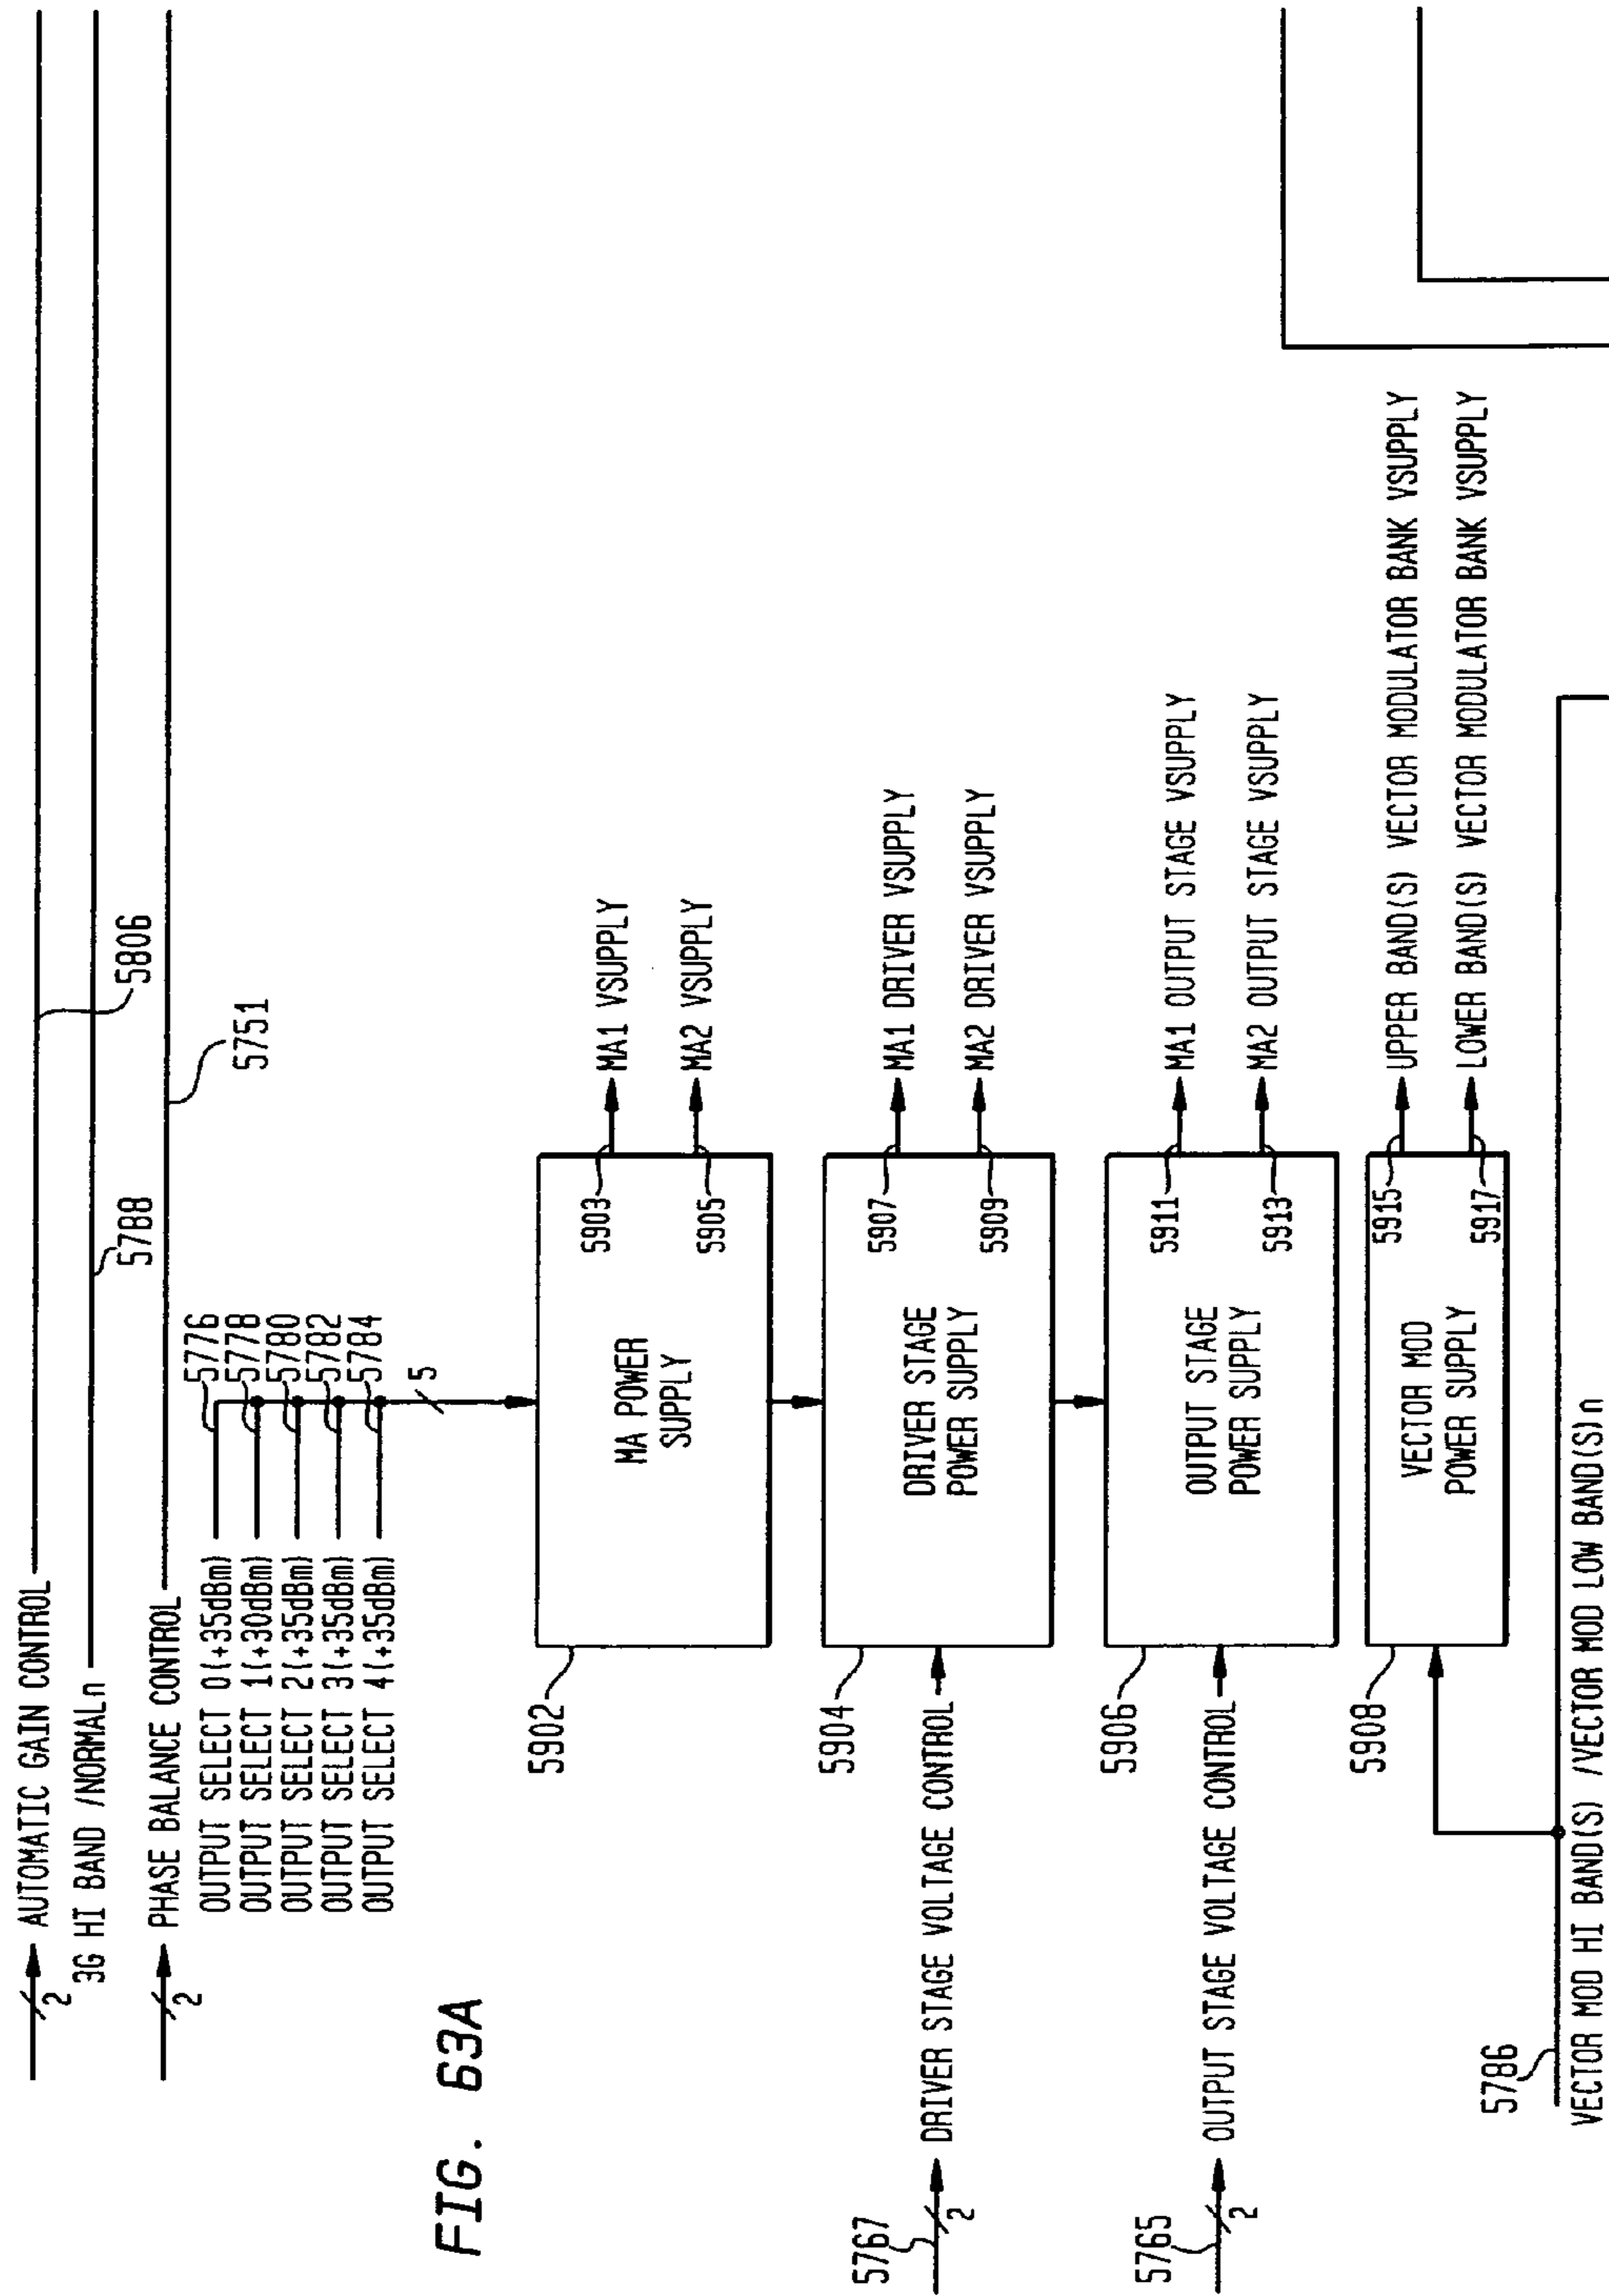 2
AUTOMATIC GAIN CONTROL
5806
3G HI BAND /NORMALn
5788
2
PHASE BALANCE CONTROL
5751
OUTPUT SELECT 0(+35dBm)
5776
OUTPUT SELECT 1(+30dBm)
5778
OUTPUT SELECT 2(+35dBm)
5780
OUTPUT SELECT 3(+35dBm)
5782
OUTPUT SELECT 4(+35dBm)
5784
5
FIG. 63A
5902
MA POWER
SUPPLY
5903
MA1 VSUPPLY
5905
MA2 VSUPPLY
5767
2
DRIVER STAGE VOLTAGE CONTROL
5904
DRIVER STAGE
POWER SUPPLY
5907
MA1 DRIVER VSUPPLY
5909
MA2 DRIVER VSUPPLY
5765
2
OUTPUT STAGE VOLTAGE CONTROL
5906
OUTPUT STAGE
POWER SUPPLY
5911
MA1 OUTPUT STAGE VSUPPLY
5913
MA2 OUTPUT STAGE VSUPPLY
5908
VECTOR MOD
POWER SUPPLY
5915
UPPER BAND(S) VECTOR MODULATOR BANK VSUPPLY
5917
LOWER BAND(S) VECTOR MODULATOR BANK VSUPPLY
5786
VECTOR MOD HI BAND(S) /VECTOR MOD LOW BAND(S)n